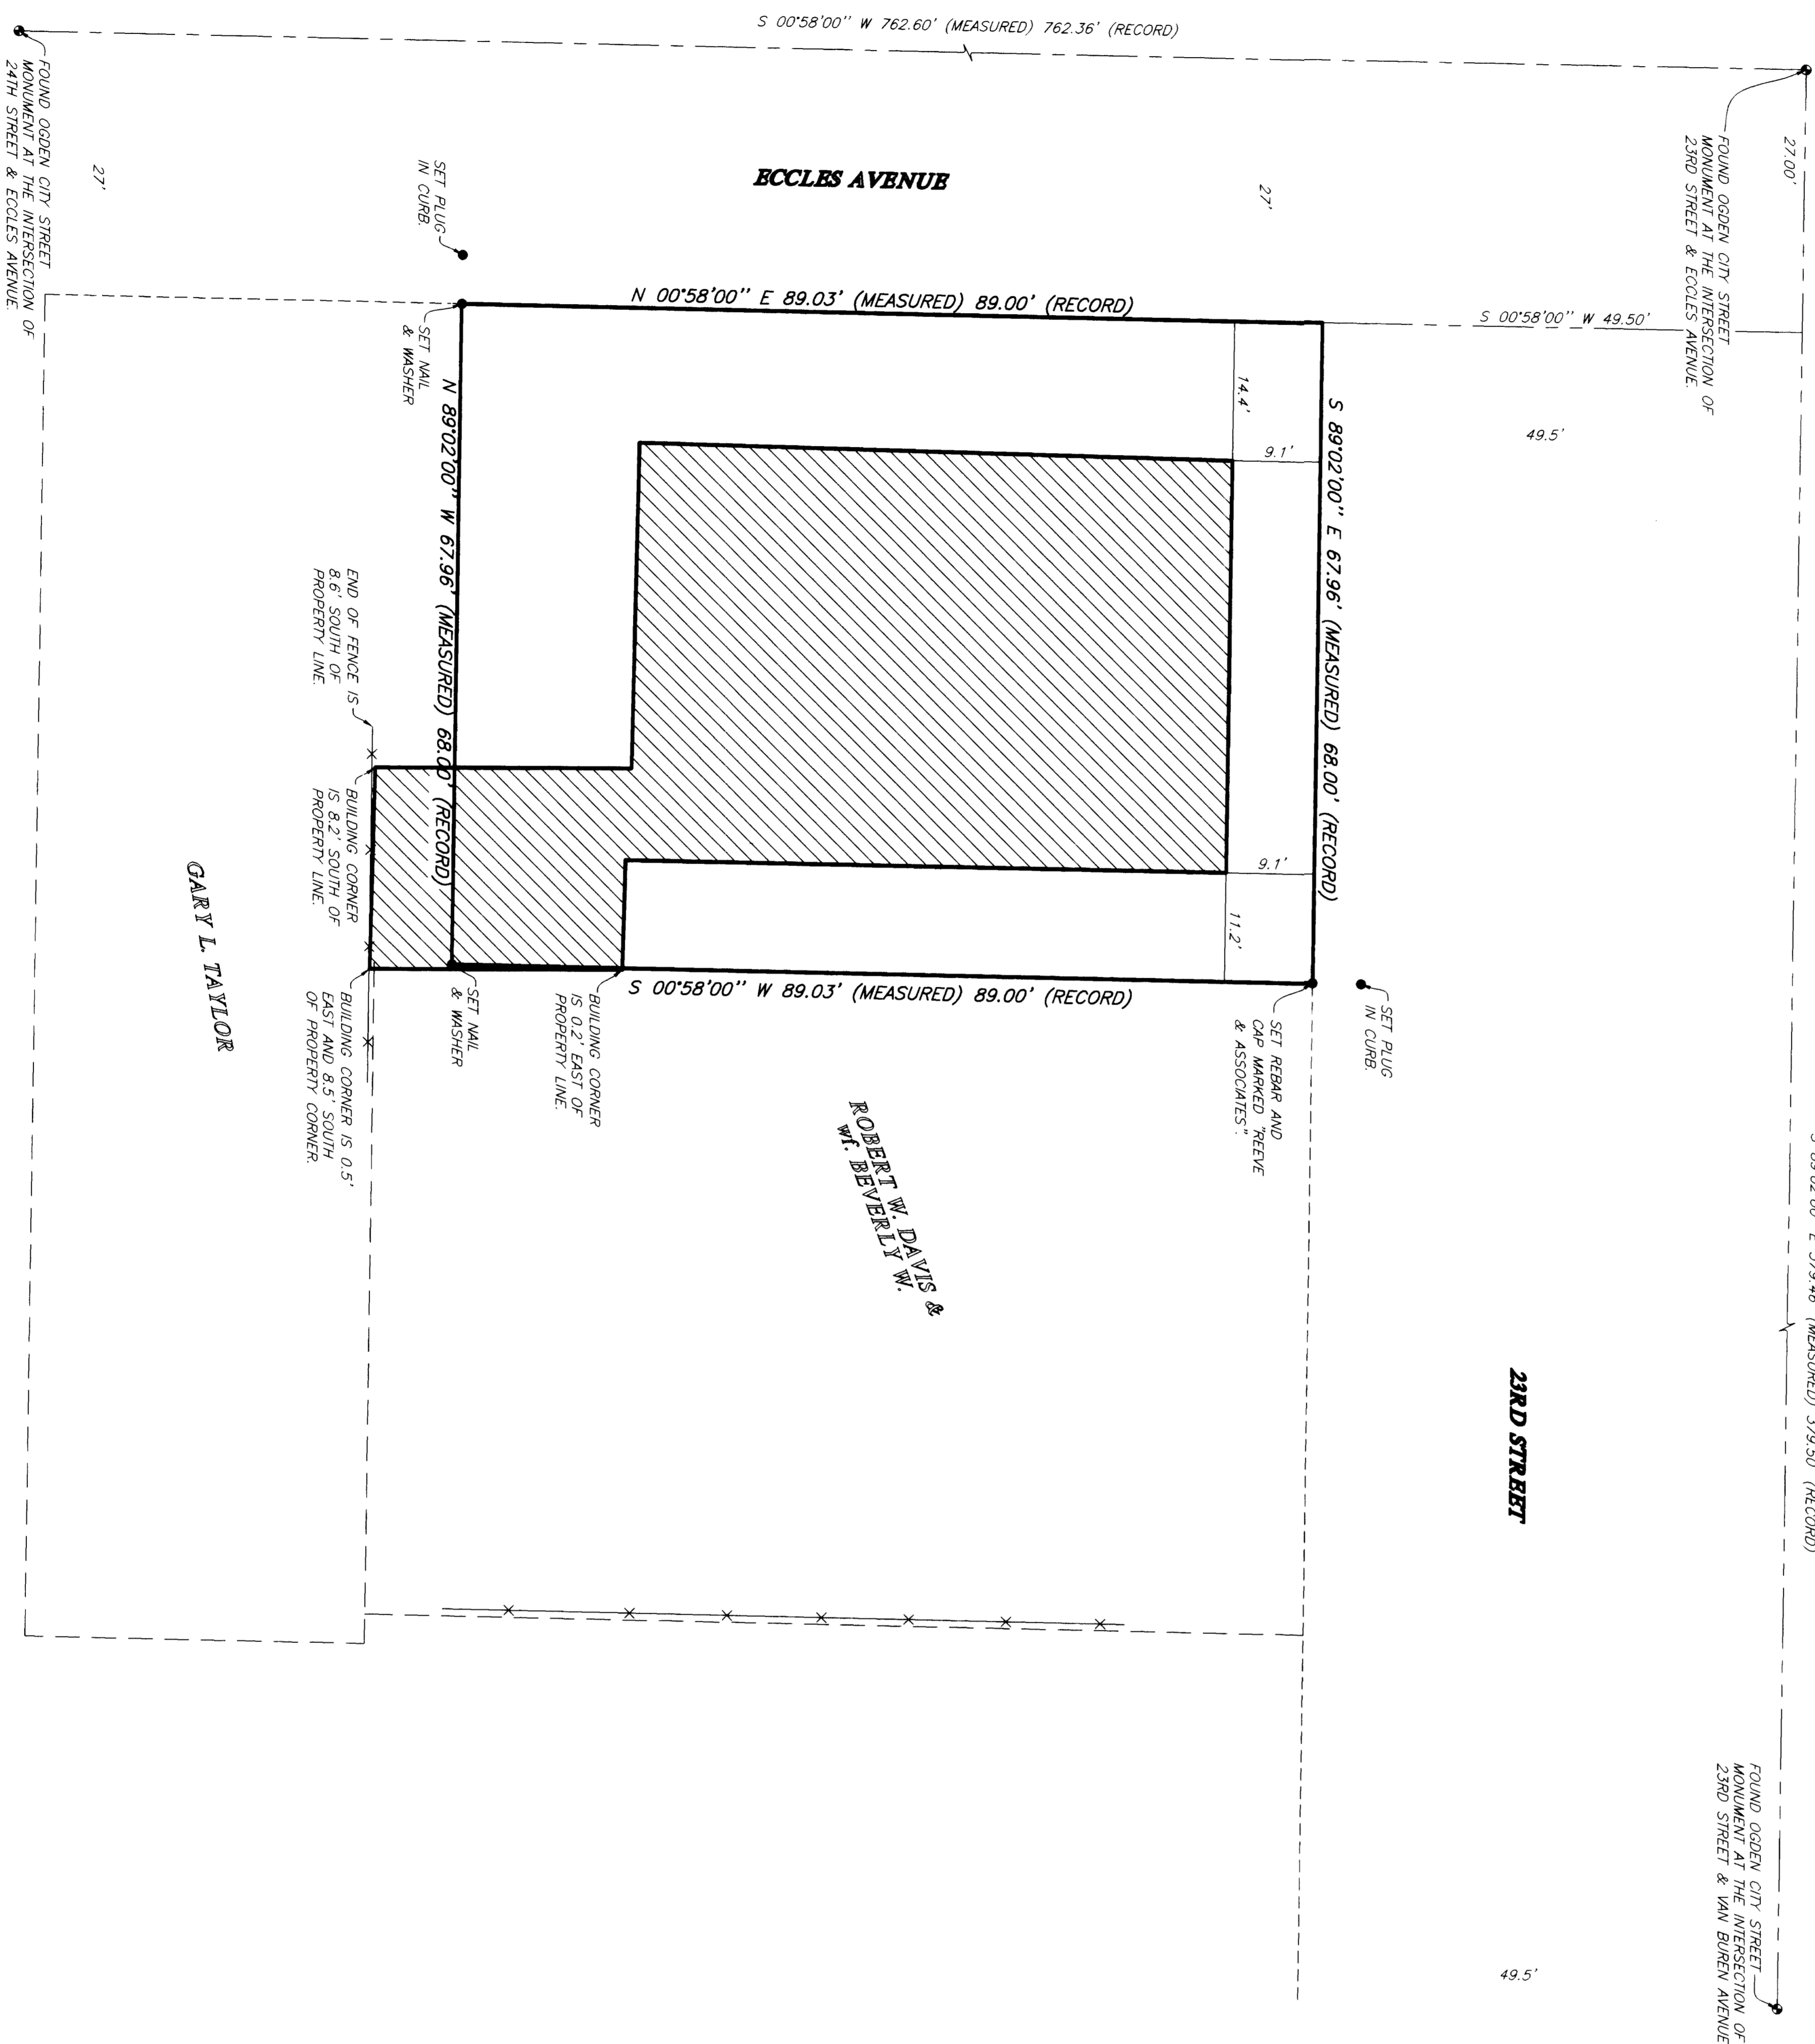 S 00°58'00" W 762.60' (MEASURED) 762.36' (RECORD)
27.00'
FOUND OGDEN CITY STREET
MONUMENT AT THE INTERSECTION OF
23RD STREET & ECCLES AVENUE.
FOUND OGDEN CITY STREET
MONUMENT AT THE INTERSECTION OF
24TH STREET & ECCLES AVENUE.
27'
SET PLUG
IN CURB.
ECCLES AVENUE
27'
N 00°58'00" E 89.03' (MEASURED) 89.00' (RECORD)
S 00°58'00" W 49.50'
SET NAIL
& WASHER
14.4'
9.1'
49.5'
S 89°02'00" E 67.96' (MEASURED) 68.00' (RECORD)
N 89°02'00" W 67.96' (MEASURED) 68.00' (RECORD)
END OF FENCE IS
8.6' SOUTH OF
PROPERTY LINE.
BUILDING CORNER
IS 8.2' SOUTH OF
PROPERTY LINE.
9.1'
11.2'
GARY L. TAYLOR
S 00°58'00" W 89.03' (MEASURED) 89.00' (RECORD)
BUILDING CORNER IS 0.5'
EAST AND 8.5' SOUTH
OF PROPERTY CORNER.
SET NAIL
& WASHER
BUILDING CORNER
IS 0.2' EAST OF
PROPERTY LINE.
SET REBAR AND
CAP MARKED "REEVE
& ASSOCIATES".
SET PLUG
IN CURB.
ROBERT W. DAVIS &
wf. BEVERLY W.
23RD STREET
S 89°02'00" E 379.48' (MEASURED) 379.50' (RECORD)
FOUND OGDEN CITY STREET
MONUMENT AT THE INTERSECTION OF
23RD STREET & VAN BUREN AVENUE
49.5'